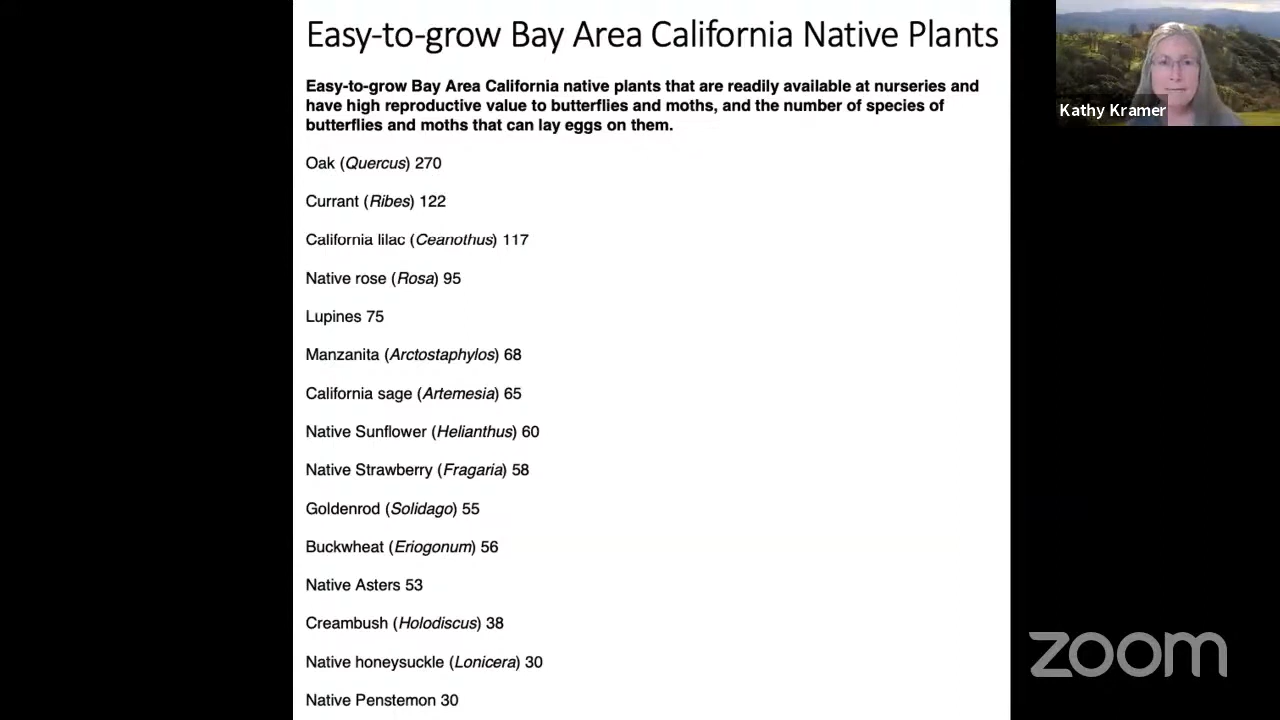 Easy-to-grow Bay Area California Native Plants
Easy-to-grow Bay Area California native plants that are readily available at nurseries and
have high reproductive value to butterflies and moths, and the number of species of
butterflies and moths that can lay eggs on them.
Oak (Quercus) 270
Currant (Ribes) 122
California lilac (Ceanothus) 117
Native rose (Rosa) 95
Lupines 75
Manzanita (Arctostaphylos) 68
California sage (Artemesia) 65
Native Sunflower (Helianthus) 60
Native Strawberry (Fragaria) 58
Goldenrod (Solidago) 55
Buckwheat (Eriogonum) 56
Native Asters 53
Creambush (Holodiscus) 38
Native honeysuckle (Lonicera) 30
Native Penstemon 30
Kathy Kramer
zoom